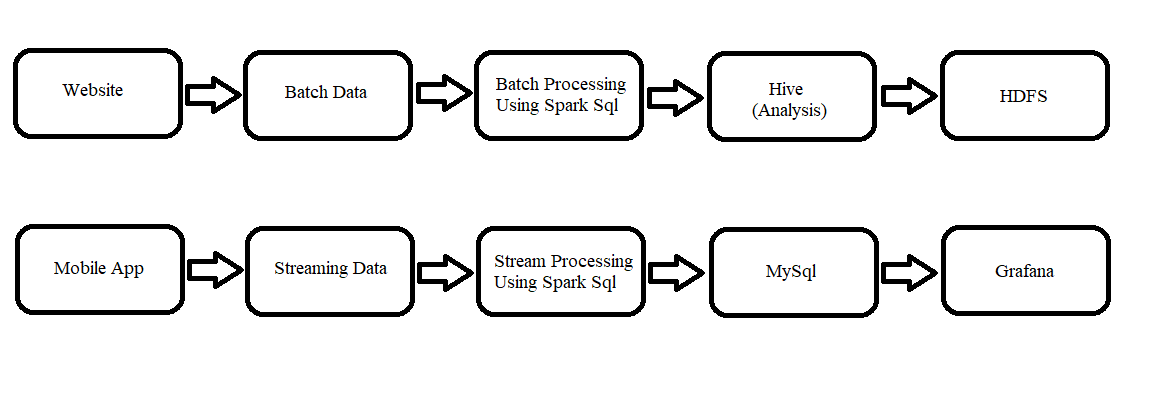 Website
Batch Data
Batch Processing
Using Spark Sql
Hive
(Analysis)
HDFS
Mobile App
Streaming Data
Stream Processing
Using Spark Sql
MySql
Grafana